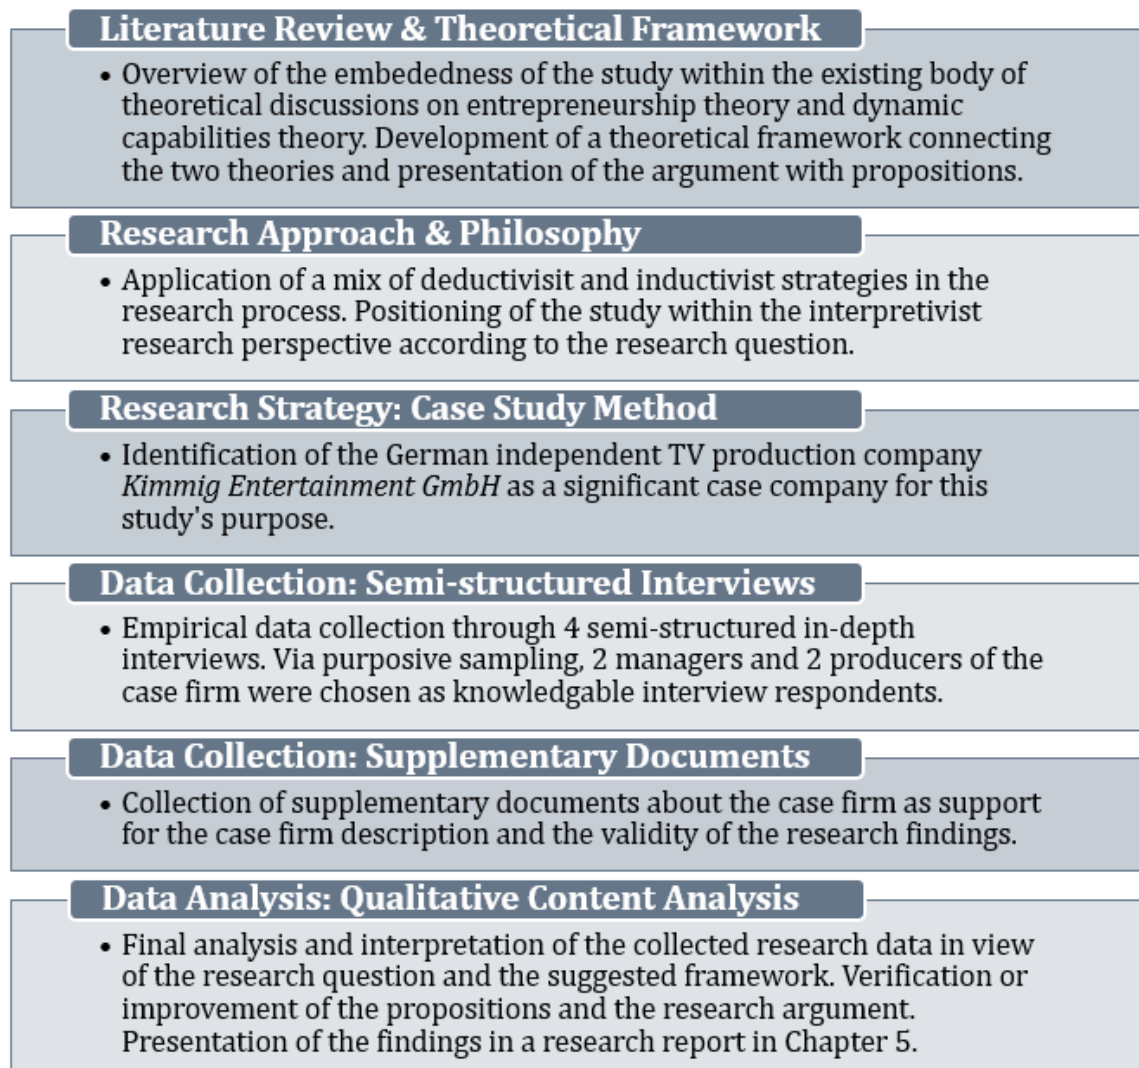 Literature Review & Theoretical Framework
• Overview of the embededness of the study within the existing body of
theoretical discussions on entrepreneurship theory and dynamic
capabilities theory. Development of a theoretical framework connecting
the two theories and presentation of the argument with propositions.
Research Approach & Philosophy
• Application of a mix of deductivisit and inductivist strategies in the
research process. Positioning of the study within the interpretivist
research perspective according to the research question.
Research Strategy: Case Study Method
• Identification of the German independent TV production company
Kimmig Entertainment GmbH as a significant case company for this
study's purpose.
Data Collection: Semi-structured Interviews
• Empirical data collection through 4 semi-structured in-depth
interviews. Via purposive sampling, 2 managers and 2 producers of the
case firm were chosen as knowledgable interview respondents.
Data Collection: Supplementary Documents
• Collection of supplementary documents about the case firm as support
for the case firm description and the validity of the research findings.
Data Analysis: Qualitative Content Analysis
• Final analysis and interpretation of the collected research data in view
of the research question and the suggested framework. Verification or
improvement of the propositions and the research argument.
Presentation of the findings in a research report in Chapter 5.